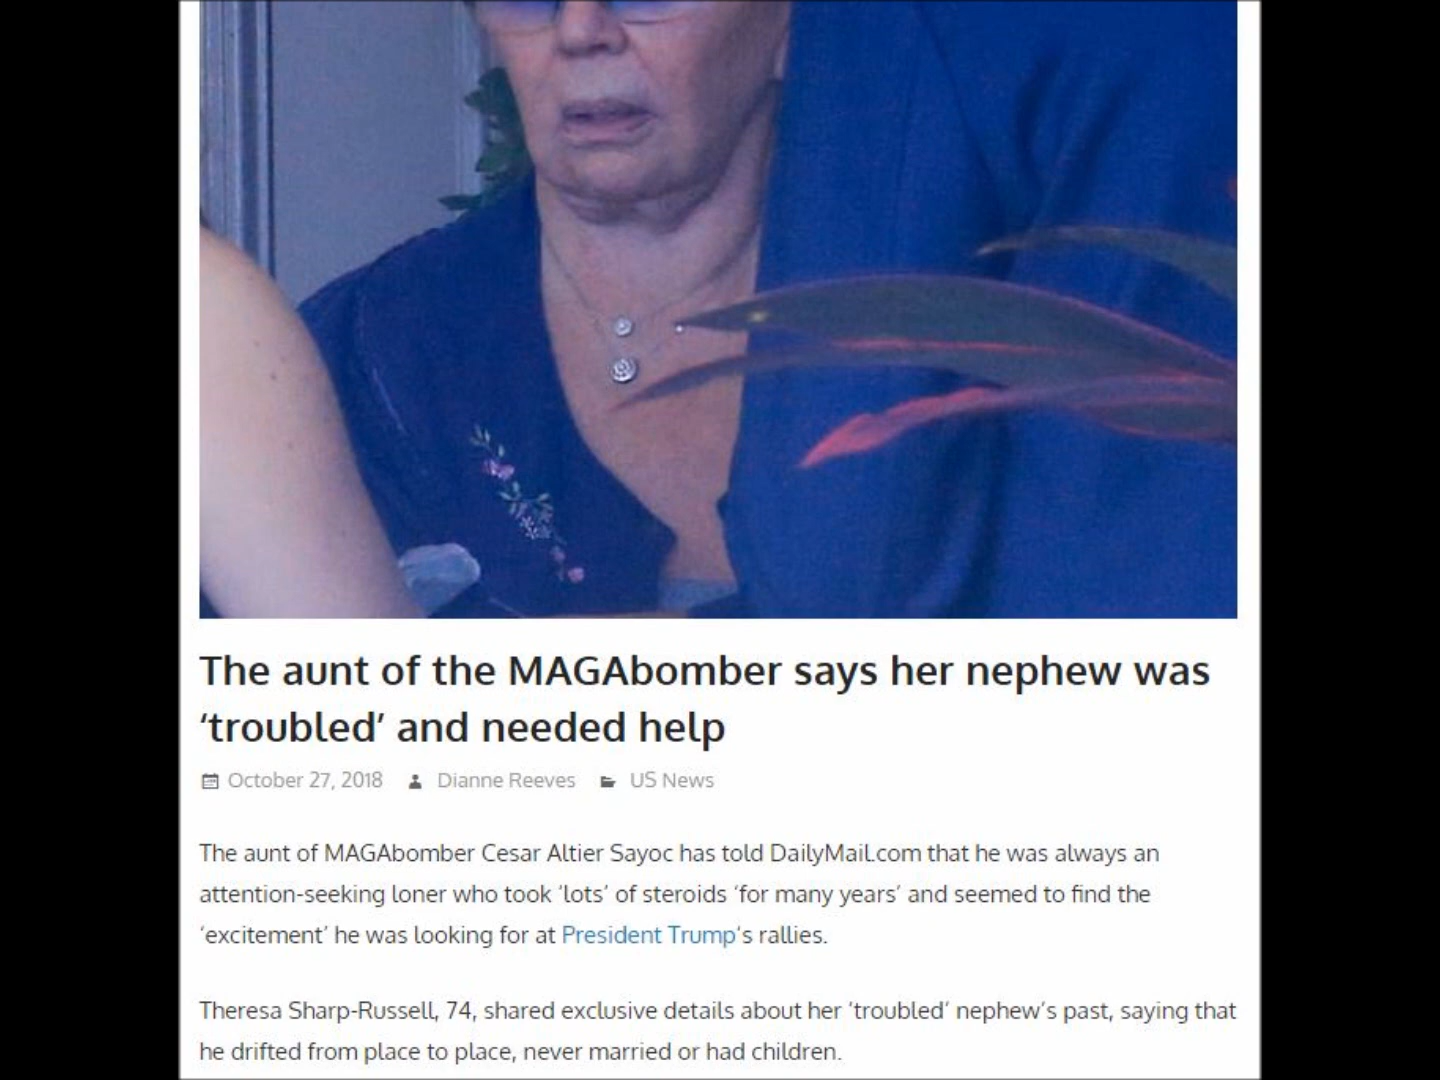 The aunt of the MAGAbomber says her nephew was
‘troubled’ and needed help
October 27, 2018 Dianne Reeves US News
The aunt of MAGAbomber Cesar Altier Sayoc has told DailyMail.com that he was always an
attention-seeking loner who took ‘lots’ of steroids ‘for many years’ and seemed to find the
‘excitement’ he was looking for at President Trump‘s rallies.
Theresa Sharp-Russell, 74, shared exclusive details about her ‘troubled’ nephew’s past, saying that
he drifted from place to place, never married or had children.